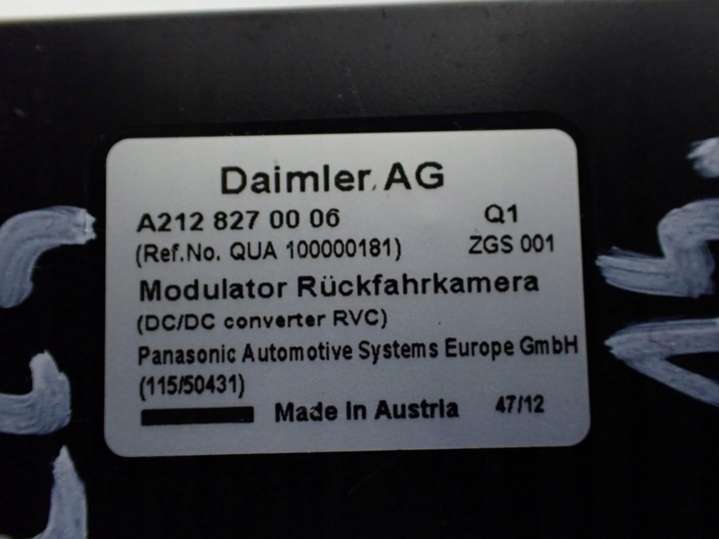 Daimler AG
A212 827 00 06 Q1
(Ref.No. QUA 100000181) ZGS 001
Modulator Rückfahrkamera
(DC/DC converter RVC)
Panasonic Automotive Systems Europe GmbH
(115/50431)
Made in Austria 47/12